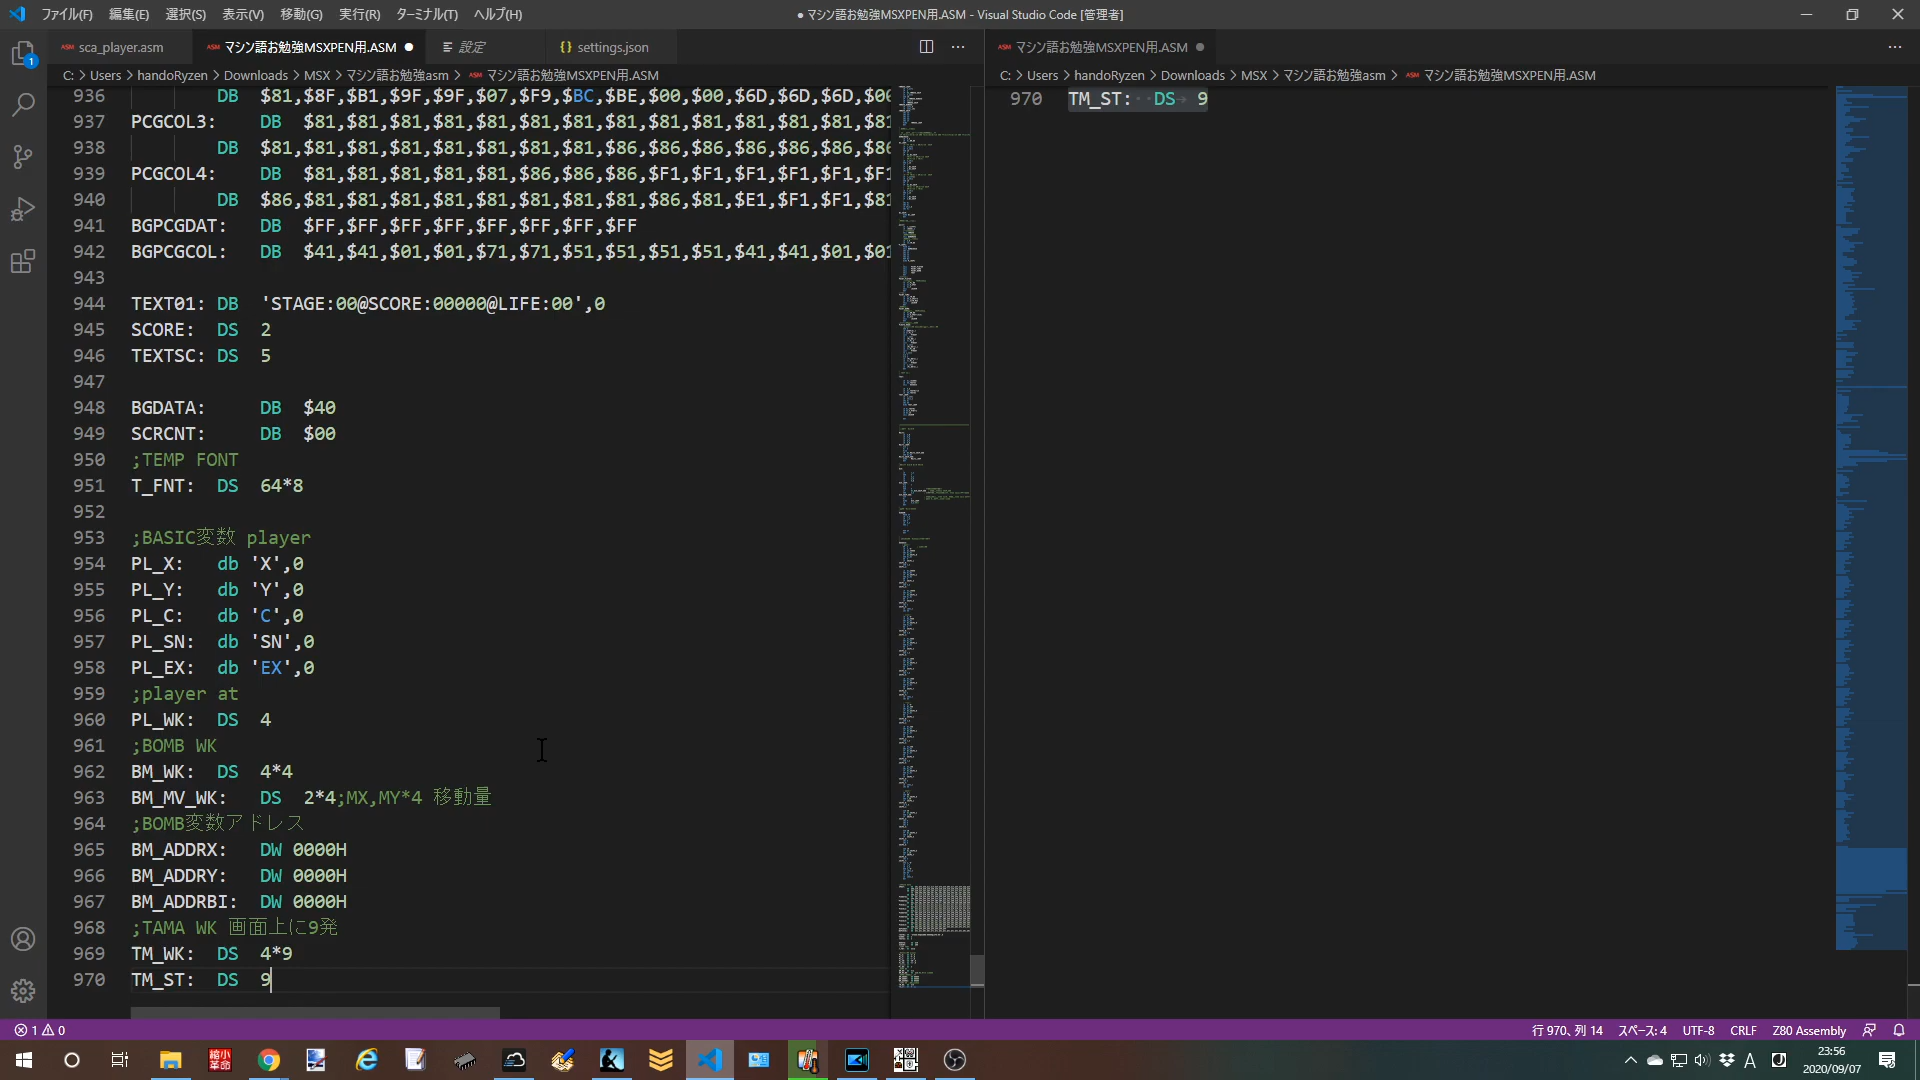 ファイル(F) 編集(E) 選択(S) 表示(V) 移動(G) 実行(R) ターミナル(T) ヘルプ(H)
● マシン語お勉強MSXPEN用.ASM - Visual Studio Code [管理者]
ASM sca_player.asm
ASM マシン語お勉強MSXPEN用.ASM ●
設定
{} settings.json
ASM マシン語お勉強MSXPEN用.ASM ●
C: > Users > handoRyzen > Downloads > MSX > マシン語お勉強asm > ASM マシン語お勉強MSXPEN用.ASM
C: > Users > handoRyzen > Downloads > MSX > マシン語お勉強asm > ASM マシン語お勉強MSXPEN用.ASM
936 DB $81,$8F,$B1,$9F,$9F,$07,$F9,$BC,$BE,$00,$00,$6D,$6D,$6D,$00
937 PCGCOL3: DB $81,$81,$81,$81,$81,$81,$81,$81,$81,$81,$81,$81,$81,$81
938 DB $81,$81,$81,$81,$81,$81,$81,$81,$86,$86,$86,$86,$86,$86,$86
939 PCGCOL4: DB $81,$81,$81,$81,$81,$86,$86,$86,$F1,$F1,$F1,$F1,$F1,$F1
940 DB $86,$81,$81,$81,$81,$81,$81,$81,$81,$86,$81,$E1,$F1,$F1,$81
941 BGPCGDAT: DB $FF,$FF,$FF,$FF,$FF,$FF,$FF,$FF
942 BGPCGCOL: DB $41,$41,$01,$01,$71,$71,$51,$51,$51,$51,$41,$41,$01,$01
943
944 TEXT01: DB 'STAGE:00@SCORE:00000@LIFE:00',0
945 SCORE: DS 2
946 TEXTSC: DS 5
947
948 BGDATA: DB $40
949 SCRCNT: DB $00
950 ;TEMP FONT
951 T_FNT: DS 64*8
952
953 ;BASIC変数 player
954 PL_X: db 'X',0
955 PL_Y: db 'Y',0
956 PL_C: db 'C',0
957 PL_SN: db 'SN',0
958 PL_EX: db 'EX',0
959 ;player at
960 PL_WK: DS 4
961 ;BOMB WK
962 BM_WK: DS 4*4
963 BM_MV_WK: DS 2*4;MX,MY*4 移動量
964 ;BOMB変数アドレス
965 BM_ADDRX: DW 0000H
966 BM_ADDRY: DW 0000H
967 BM_ADDRBI: DW 0000H
968 ;TAMA WK 画面上に9発
969 TM_WK: DS 4*9
970 TM_ST: DS 9
970 TM_ST: DS 9
1 0
行 970、列 14 スペース: 4 UTF-8 CRLF Z80 Assembly
縮小革命
A
23:56
2020/09/07